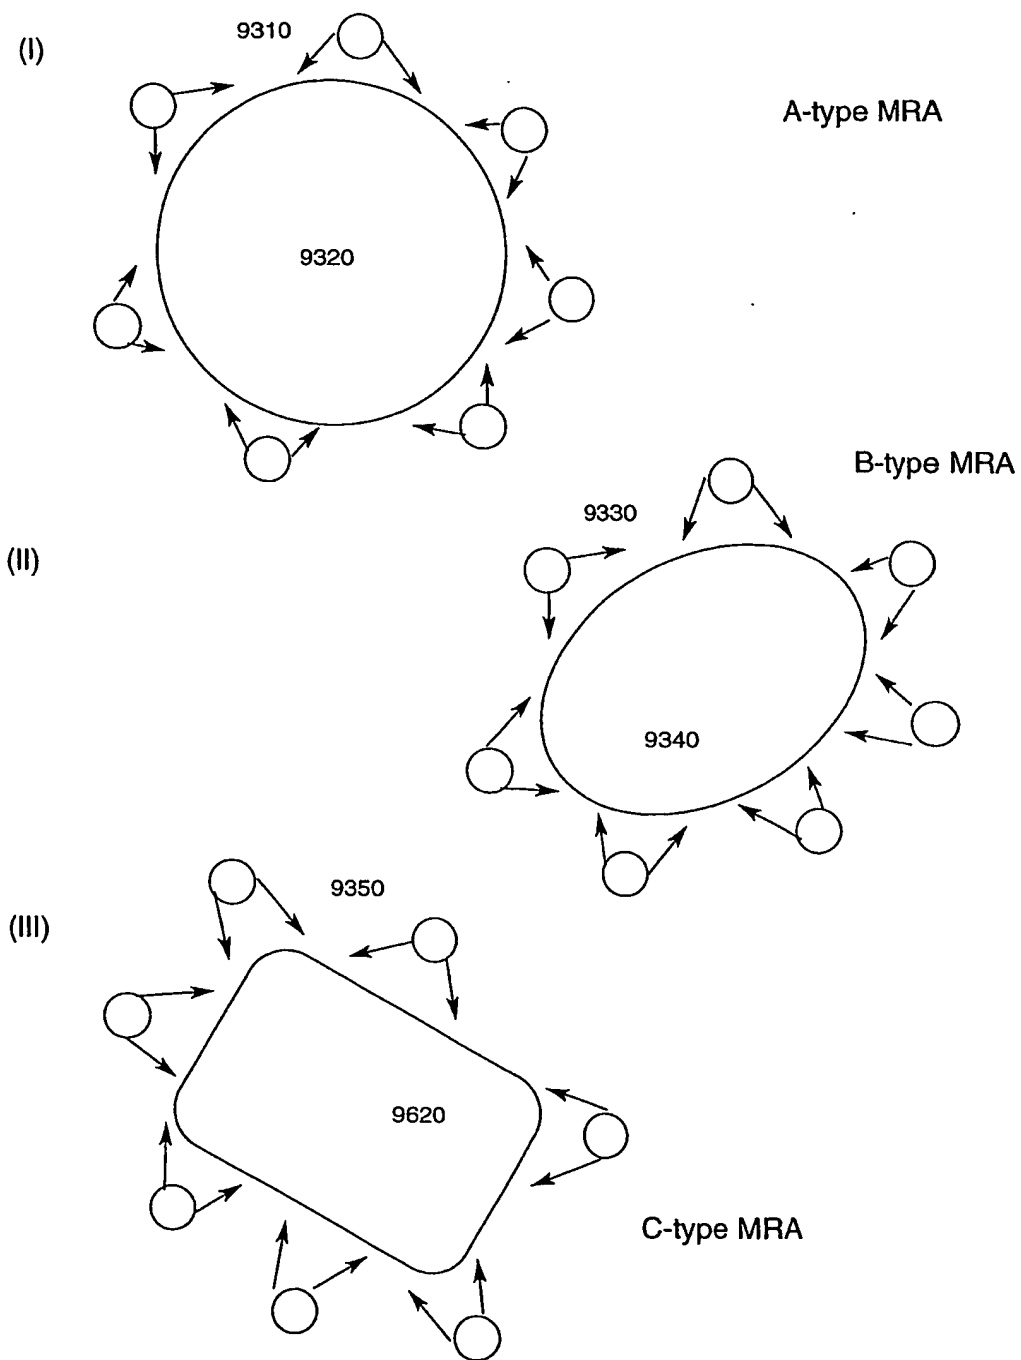 (I)
9310
A-type MRA
9320
B-type MRA
(II)
9330
9340
(III)
9350
9620
C-type MRA